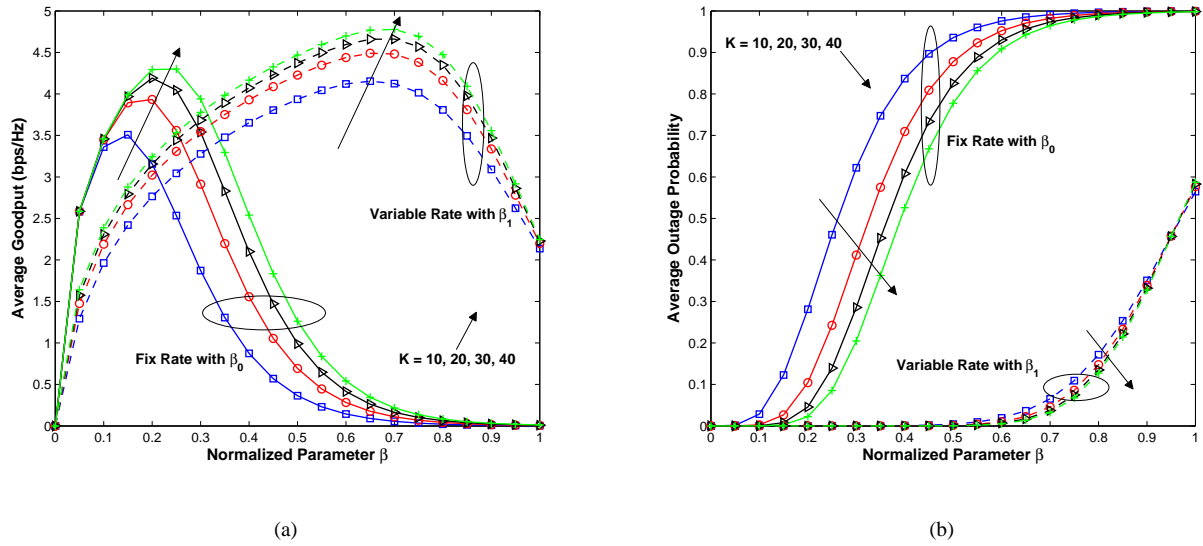 5
4.5
4
3.5
3
2.5
2
1.5
1
0.5
0
Average Goodput (bps/Hz)
Variable Rate with β1
Fix Rate with β0
K = 10, 20, 30, 40
0 0.1 0.2 0.3 0.4 0.5 0.6 0.7 0.8 0.9 1
Normalized Parameter β
(a)
1
0.9
0.8
0.7
0.6
0.5
0.4
0.3
0.2
0.1
0
Average Outage Probability
K = 10, 20, 30, 40
Fix Rate with β0
Variable Rate with β1
0 0.1 0.2 0.3 0.4 0.5 0.6 0.7 0.8 0.9 1
Normalized Parameter β
(b)